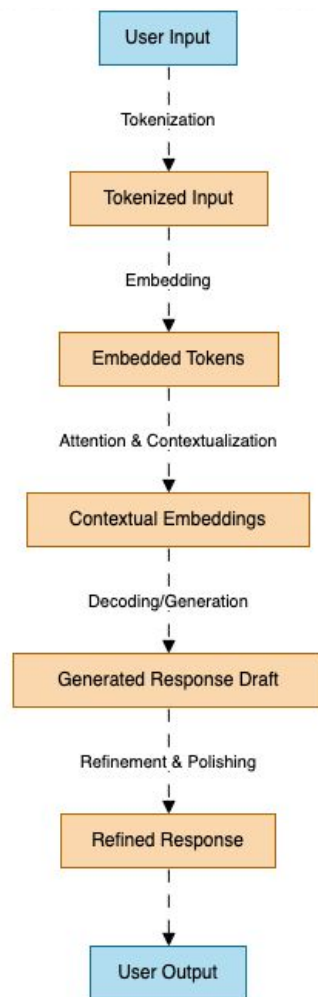 User Input
Tokenization
Tokenized Input
Embedding
Embedded Tokens
Attention & Contextualization
Contextual Embeddings
Decoding/Generation
Generated Response Draft
Refinement & Polishing
Refined Response
User Output